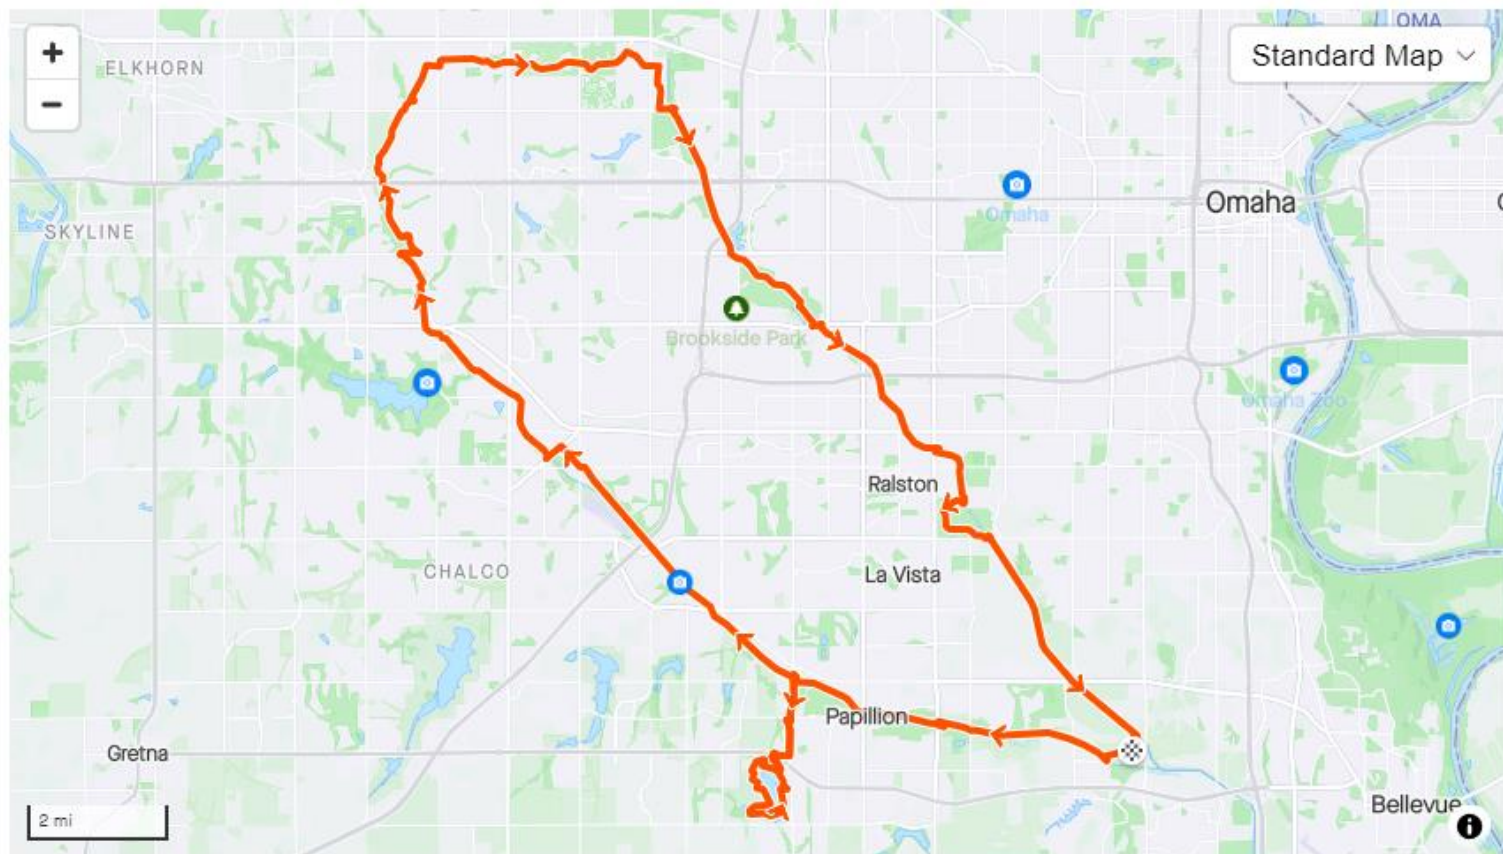 OMA
+
Standard Map
ELKHORN
−
Omaha
Omaha
SKYLINE
Brookside Park
Omaha Zoo
Ralston
CHALCO
La Vista
Papillion
Gretna
Bellevue
2 mi